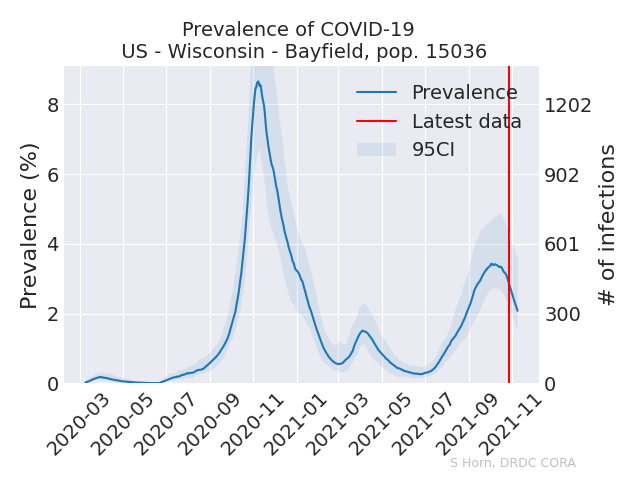 Prevalence of COVID-19
US - Wisconsin - Bayfield, pop. 15036
Prevalence
Latest data
95CI
Prevalence (%)
8
6
4
2
0
1202
902
601
300
0
# of infections
2020-03
2020-05
2020-07
2020-09
2020-11
2021-01
2021-03
2021-05
2021-07
2021-09
2021-11
S Horn, DRDC CORA